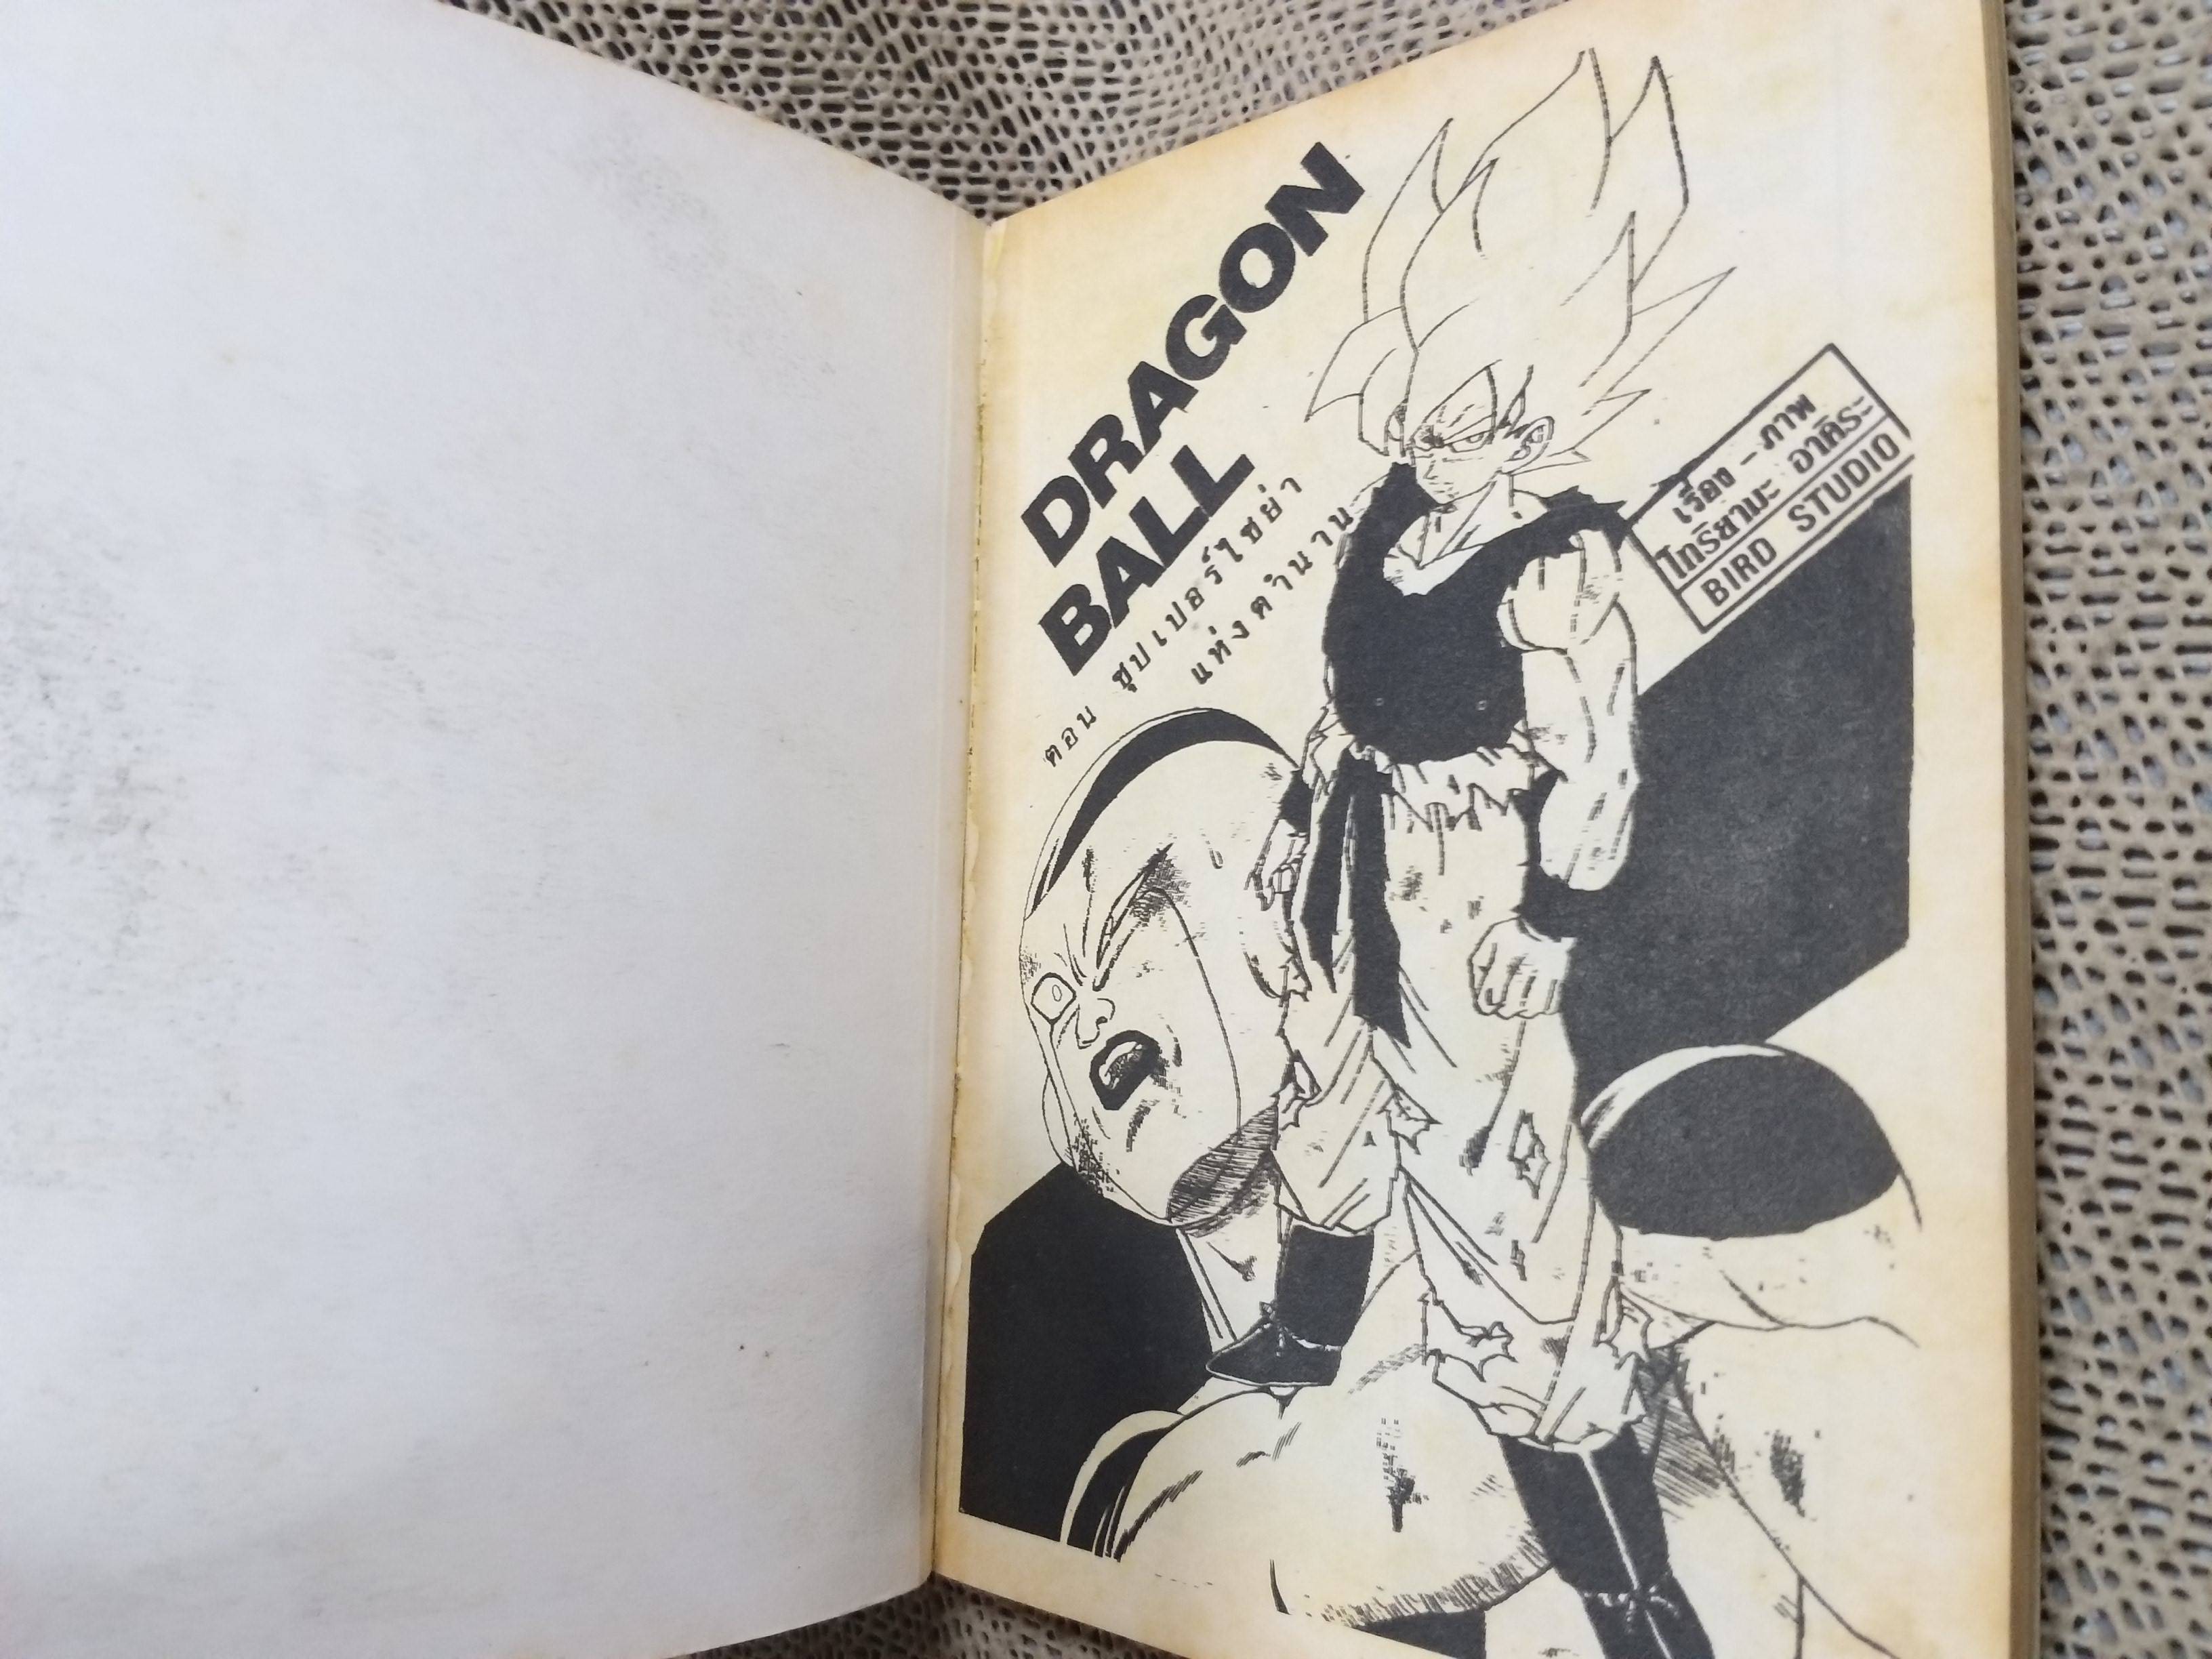 DRAGON
BALL
ตอน ซุปเปอร์ไซย่า
แห่งตำนาน
เรื่อง - ภาพ
โทริยามะ อาคิระ
BIRD STUDIO